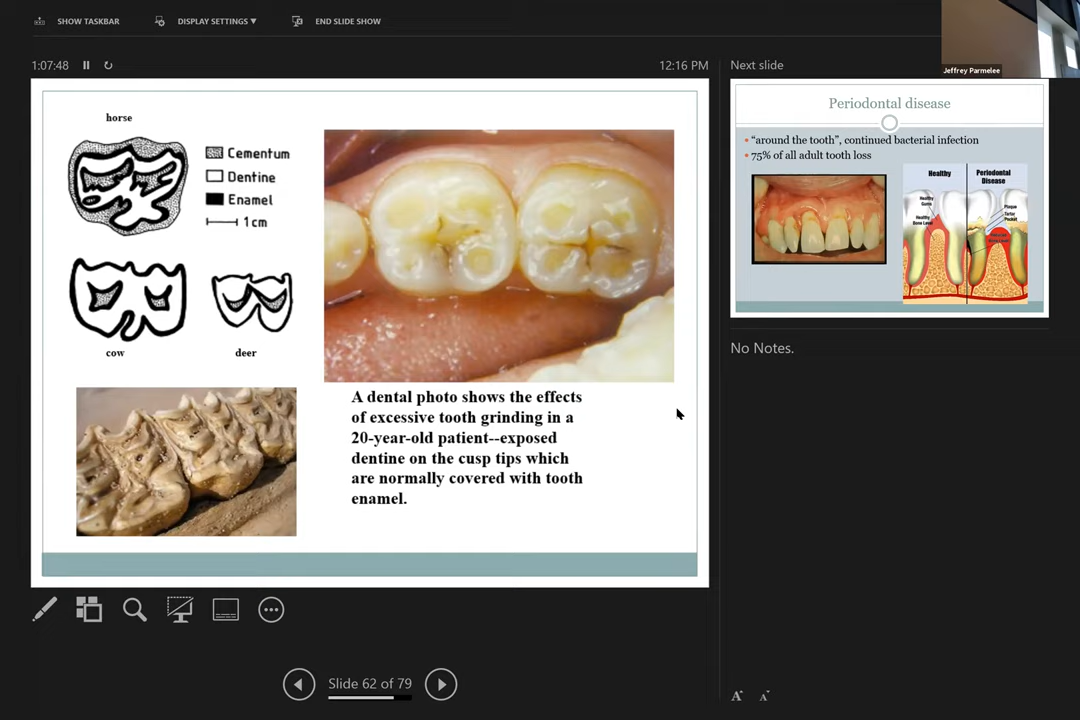 SHOW TASKBAR
DISPLAY SETTINGS ▼
END SLIDE SHOW
Jeffrey Parmelee
1:07:48
12:16 PM
Next slide
horse
Cementum
Dentine
Enamel
1 cm
cow
deer
A dental photo shows the effects
of excessive tooth grinding in a
20-year-old patient--exposed
dentine on the cusp tips which
are normally covered with tooth
enamel.
Periodontal disease
• “around the tooth”, continued bacterial infection
• 75% of all adult tooth loss
Healthy
Periodontal
Disease
Healthy
Gums
Healthy
Bone Level
Plaque
Tartar
Pocket
No Notes.
Slide 62 of 79
A
A